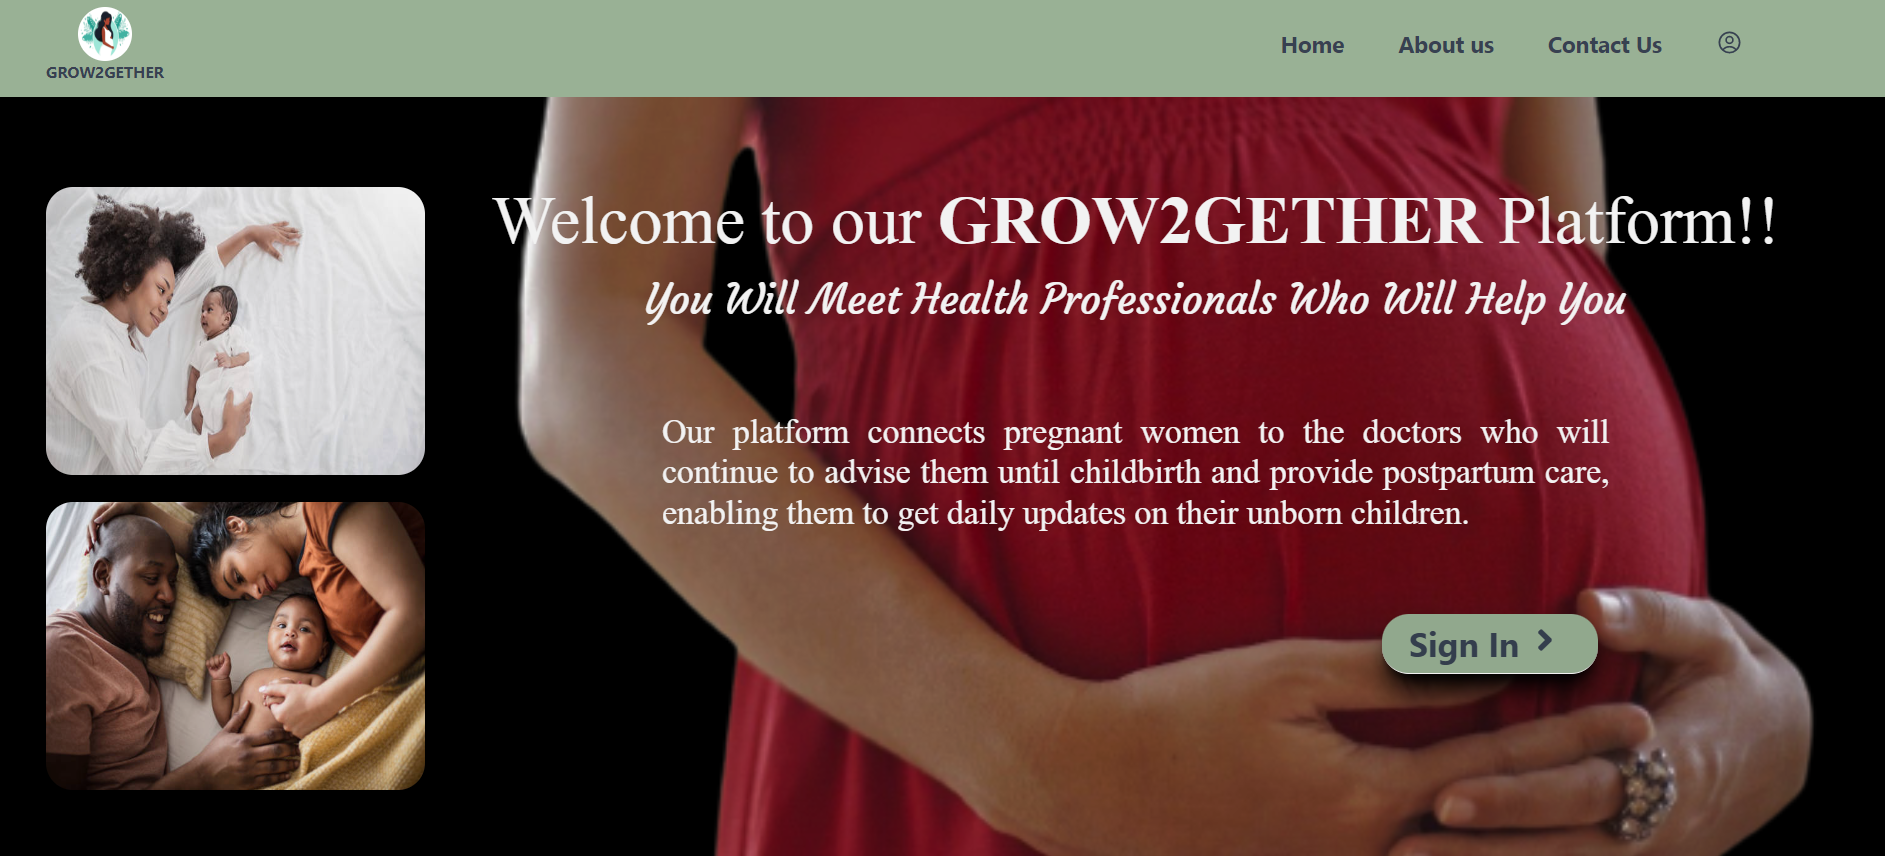 GROW2GETHER
Home About us Contact Us
Welcome to our GROW2GETHER Platform!!
You Will Meet Health Professionals Who Will Help You
Our platform connects pregnant women to the doctors who will
continue to advise them until childbirth and provide postpartum care,
enabling them to get daily updates on their unborn children.
Sign In